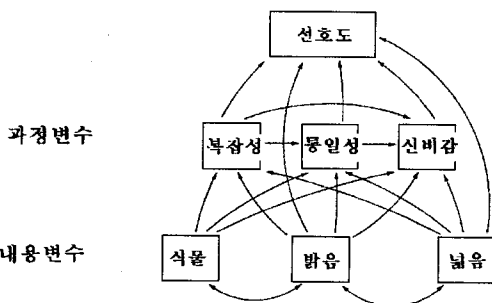 선호도
과정변수
복잡성 통일성 신비감
내용변수
식물 밝음 넓음